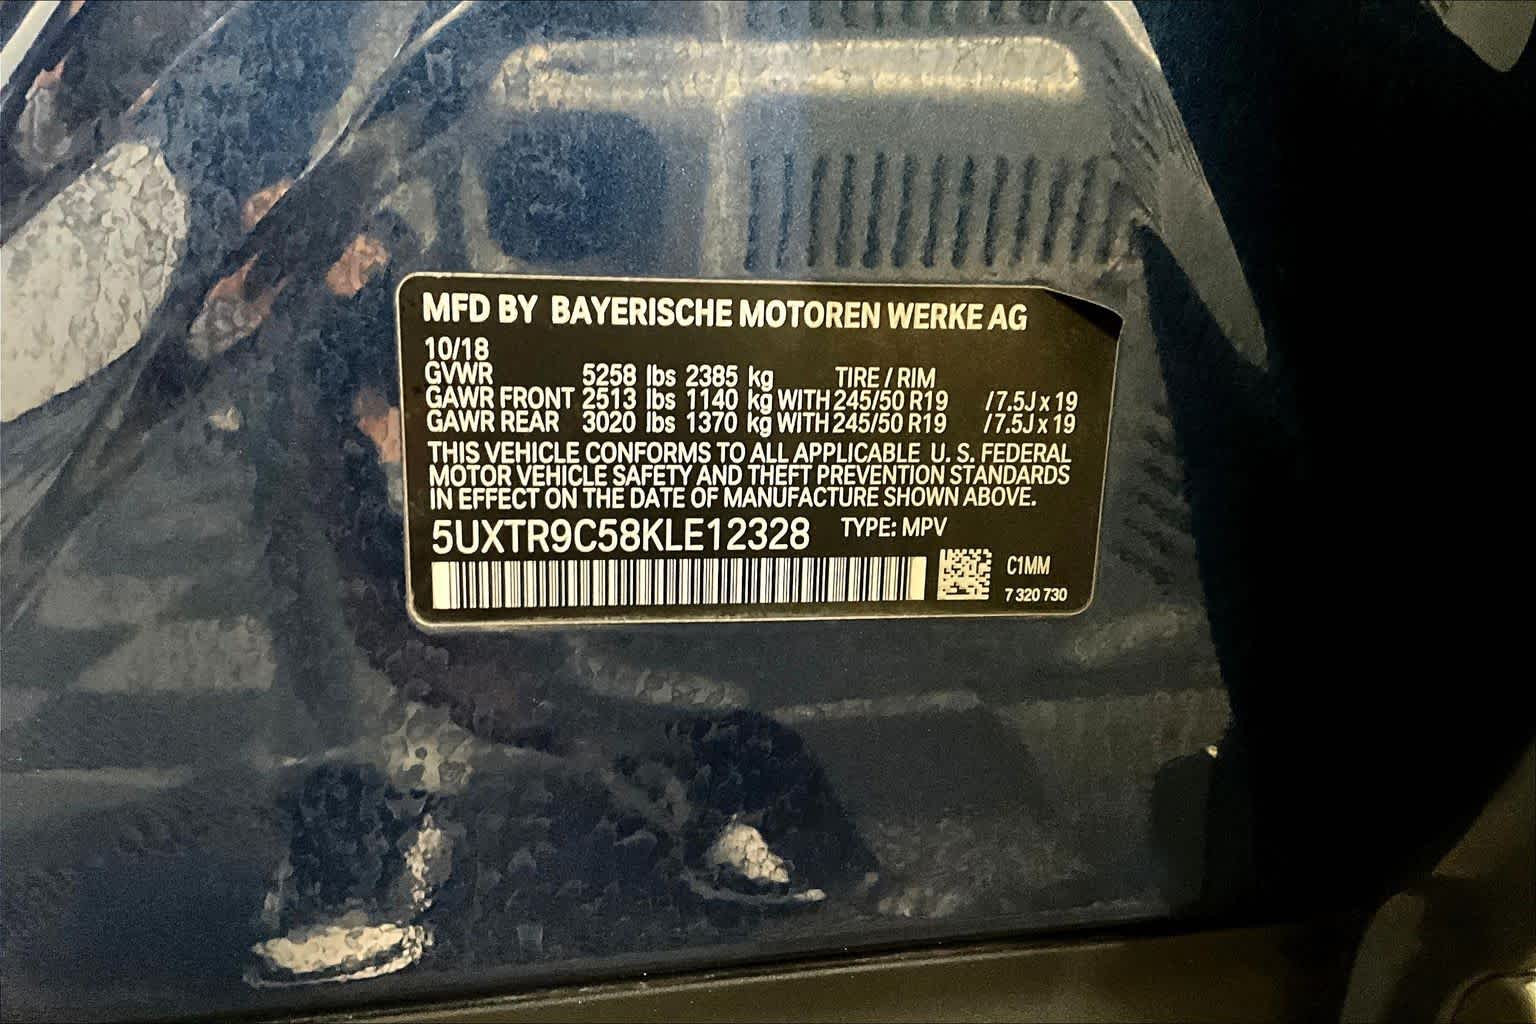 MFD BY BAYERISCHE MOTOREN WERKE AG
10/18
GVWR 5258 lbs 2385 kg TIRE / RIM
GAWR FRONT 2513 lbs 1140 kg WITH 245/50 R19 /7.5J x 19
GAWR REAR 3020 lbs 1370 kg WITH 245/50 R19 /7.5J x 19
THIS VEHICLE CONFORMS TO ALL APPLICABLE U. S. FEDERAL
MOTOR VEHICLE SAFETY AND THEFT PREVENTION STANDARDS
IN EFFECT ON THE DATE OF MANUFACTURE SHOWN ABOVE.
5UXTR9C58KLE12328 TYPE: MPV
C1MM
7 320 730